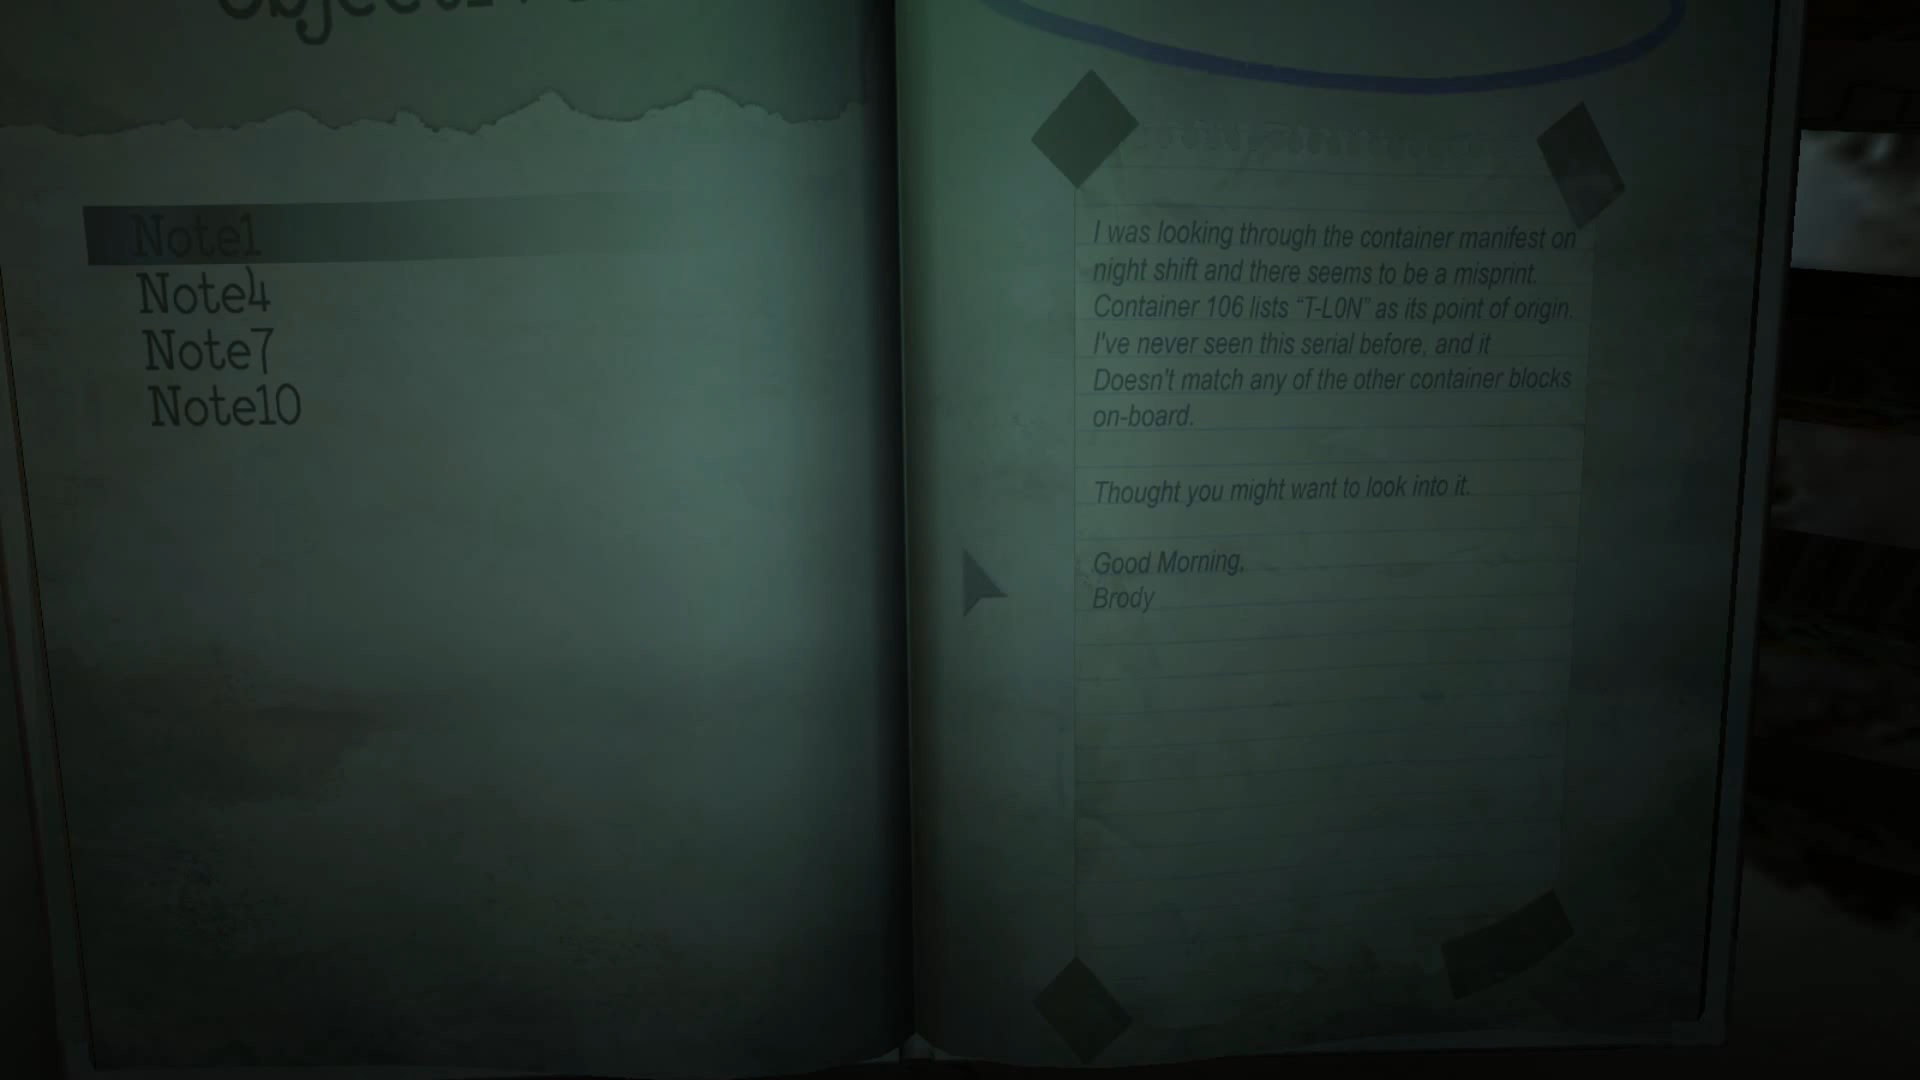 Note1
Note4
Note7
Note10
I was looking through the container manifest on
night shift and there seems to be a misprint.
Container 106 lists “T-L0N” as its point of origin.
I've never seen this serial before, and it
Doesn't match any of the other container blocks
on-board.
Thought you might want to look into it.
Good Morning,
Brody